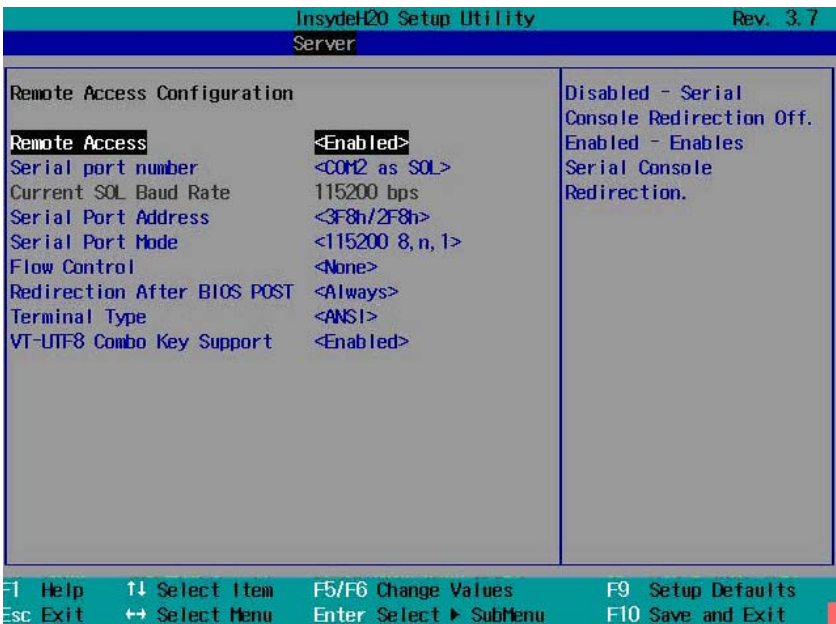 InsydeH2O Setup Utility Rev. 3.7
Server
Remote Access Configuration
Remote Access <Enabled>
Serial port number <COM2 as SOL>
Current SOL Baud Rate 115200 bps
Serial Port Address <3F8h/2F8h>
Serial Port Mode <115200 8,n,1>
Flow Control <None>
Redirection After BIOS POST <Always>
Terminal Type <ANSI>
VT-UTF8 Combo Key Support <Enabled>
Disabled - Serial
Console Redirection Off.
Enabled - Enables
Serial Console
Redirection.
F1 Help ↑↓ Select Item F5/F6 Change Values F9 Setup Defaults
Esc Exit ↔ Select Menu Enter Select ▶ SubMenu F10 Save and Exit